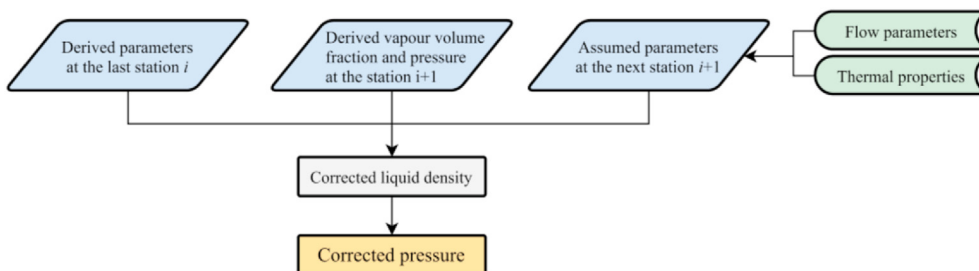 Derived parameters
at the last station i
Derived vapour volume
fraction and pressure
at the station i+1
Assumed parameters
at the next station i+1
Flow parameters
Thermal properties
Corrected liquid density
Corrected pressure